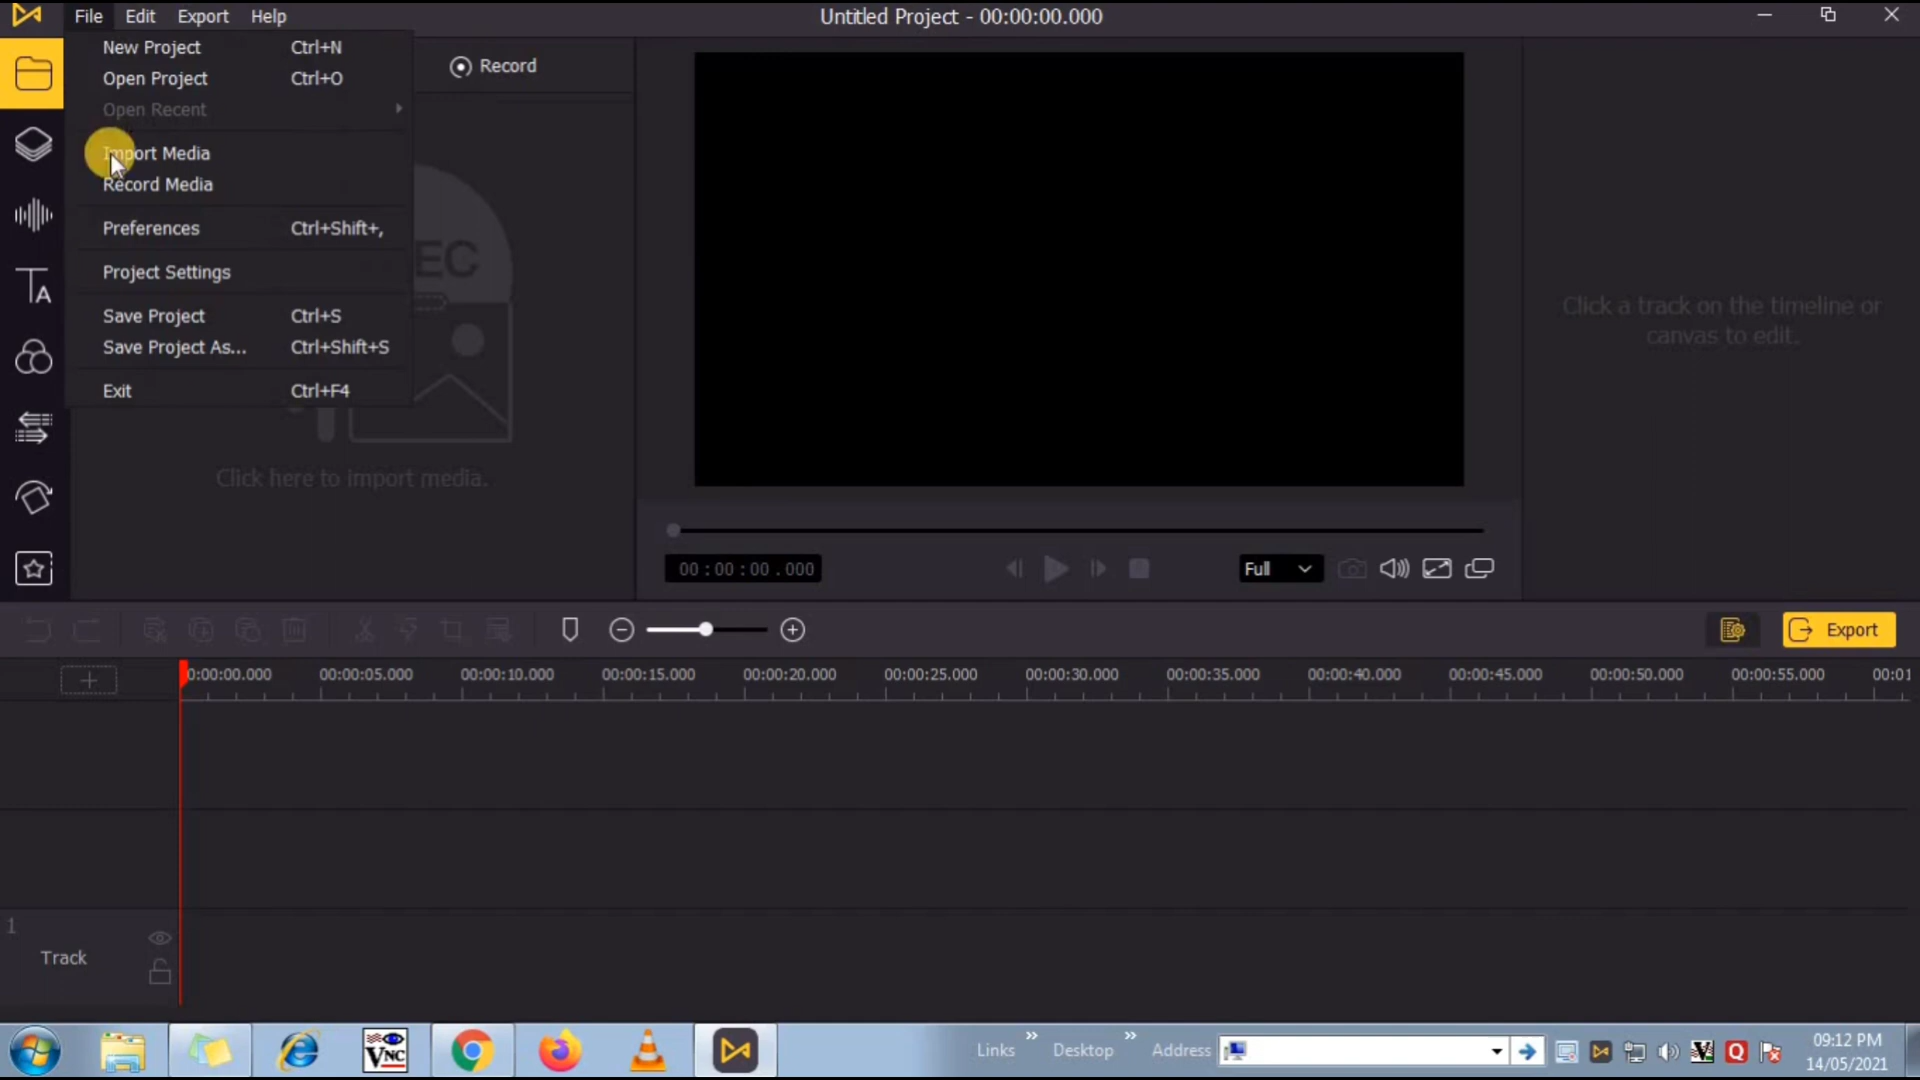 File Edit Export Help
Untitled Project - 00:00:00.000
New Project Ctrl+N
Open Project Ctrl+O
Open Recent
Import Media
Record Media
Preferences Ctrl+Shift+,
Project Settings
Save Project Ctrl+S
Save Project As... Ctrl+Shift+S
Exit Ctrl+F4
Record
EC
Click here to import media.
Click a track on the timeline or
canvas to edit.
00:00:00.000
Full
Export
0:00:00.000 00:00:05.000 00:00:10.000 00:00:15.000 00:00:20.000 00:00:25.000 00:00:30.000 00:00:35.000 00:00:40.000 00:00:45.000 00:00:50.000 00:00:55.000 00:01
1
Track
VNC
Links
Desktop
Address
09:12 PM
14/05/2021